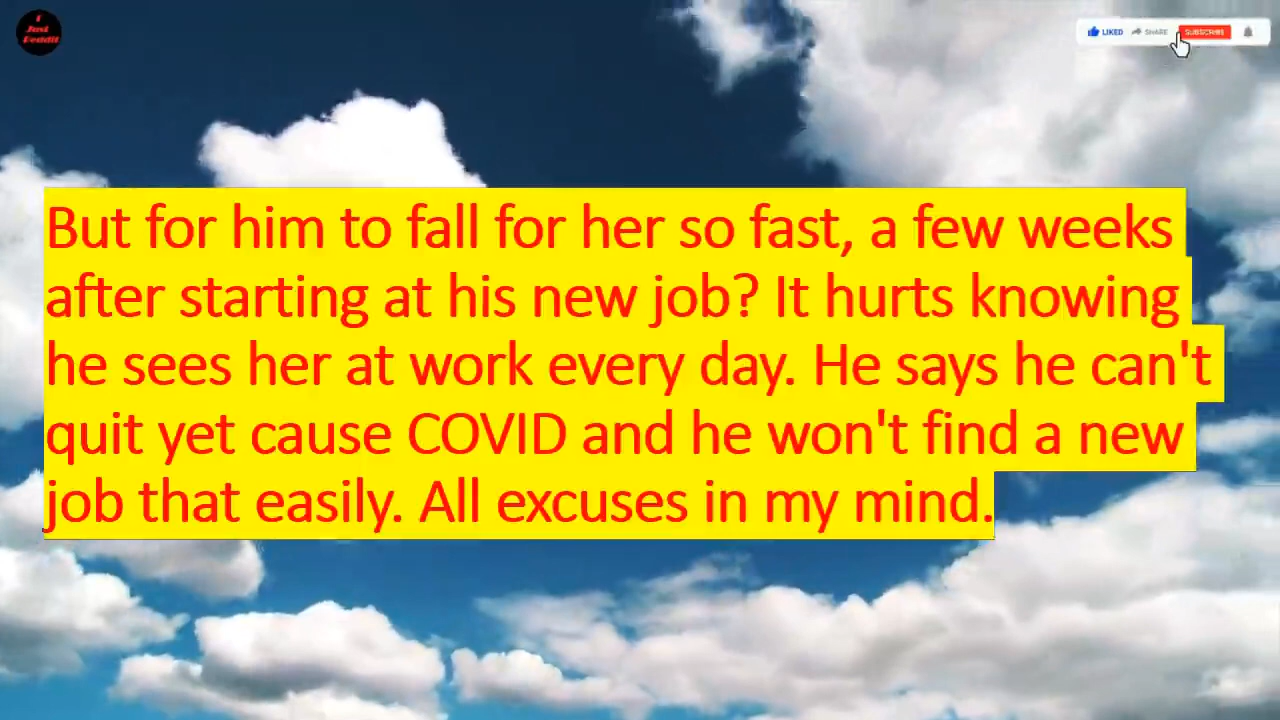 I
Just
Reddit
LIKED SHARE SUBSCRIBE
But for him to fall for her so fast, a few weeks
after starting at his new job? It hurts knowing
he sees her at work every day. He says he can't
quit yet cause COVID and he won't find a new
job that easily. All excuses in my mind.